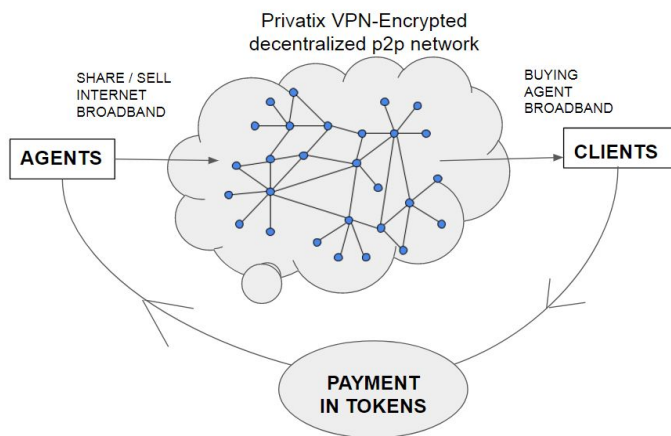 Privatix VPN-Encrypted
decentralized p2p network
SHARE / SELL
INTERNET
BROADBAND
BUYING
AGENT
BROADBAND
AGENTS
CLIENTS
PAYMENT
IN TOKENS